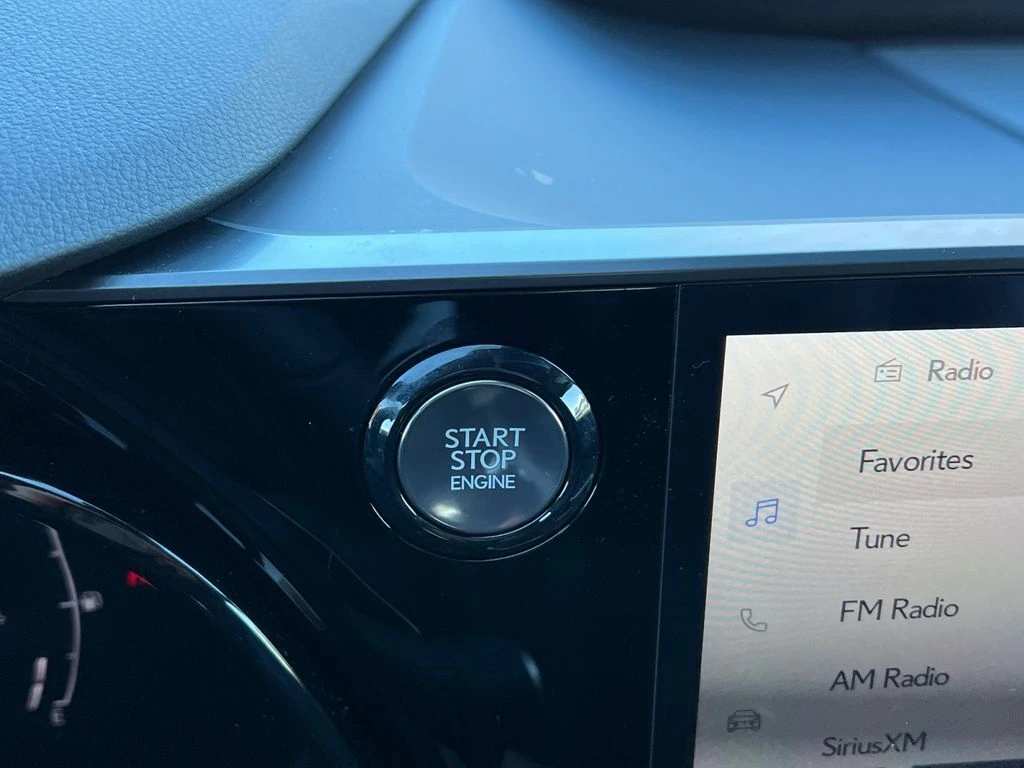 START
STOP
ENGINE
Radio
Favorites
Tune
FM Radio
AM Radio
SiriusXM